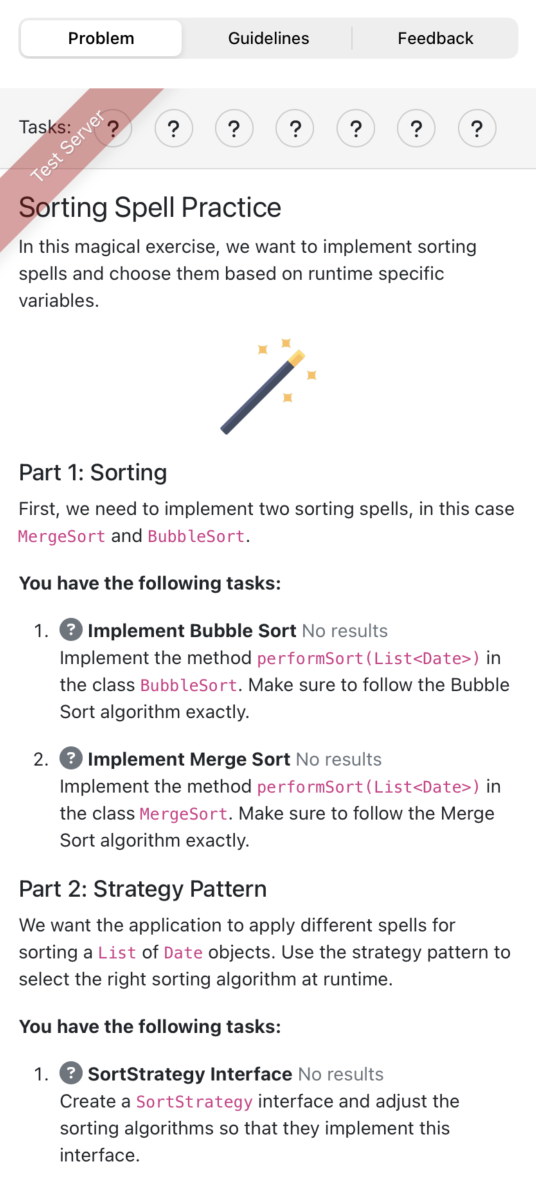 Problem
Guidelines
Feedback
Tasks:
?
?
?
?
?
?
?
Test Server
Sorting Spell Practice
In this magical exercise, we want to implement sorting
spells and choose them based on runtime specific
variables.
Part 1: Sorting
First, we need to implement two sorting spells, in this case
MergeSort and BubbleSort.
You have the following tasks:
1. ? Implement Bubble Sort No results
Implement the method performSort(List<Date>) in
the class BubbleSort. Make sure to follow the Bubble
Sort algorithm exactly.
2. ? Implement Merge Sort No results
Implement the method performSort(List<Date>) in
the class MergeSort. Make sure to follow the Merge
Sort algorithm exactly.
Part 2: Strategy Pattern
We want the application to apply different spells for
sorting a List of Date objects. Use the strategy pattern to
select the right sorting algorithm at runtime.
You have the following tasks:
1. ? SortStrategy Interface No results
Create a SortStrategy interface and adjust the
sorting algorithms so that they implement this
interface.